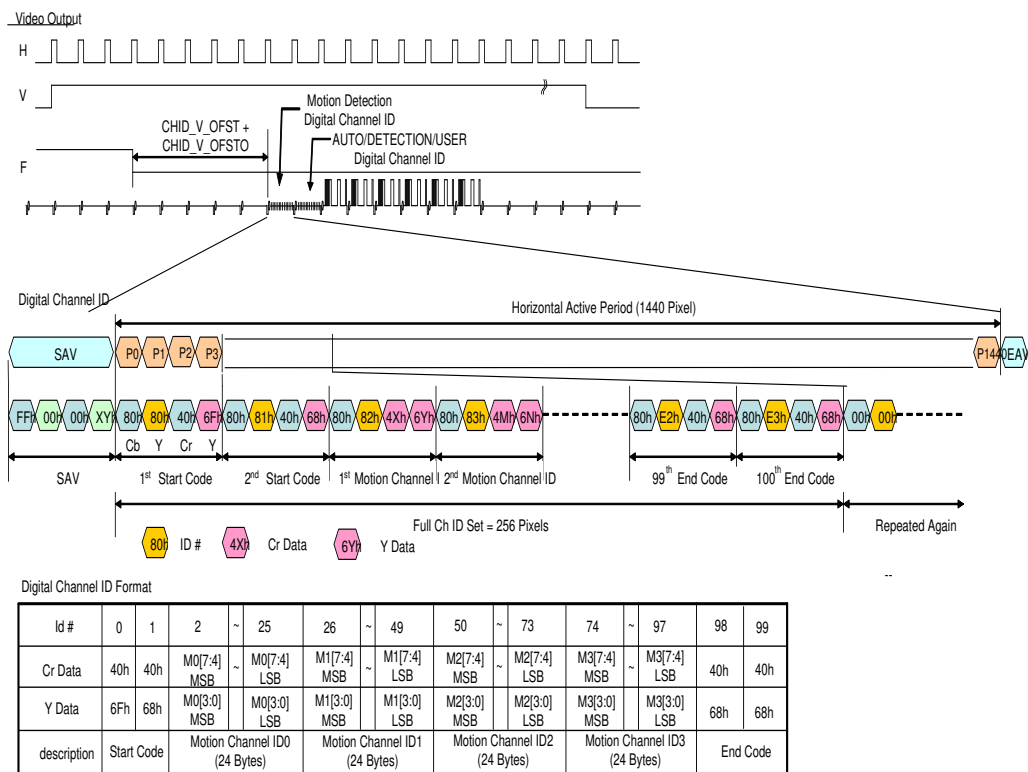 Video Output
H
V
Motion Detection
Digital Channel ID
CHID_V_OFST +
CHID_V_OFSTO
AUTO/DETECTION/USER
Digital Channel ID
F
Digital Channel ID
Horizontal Active Period (1440 Pixel)
SAV P0 P1 P2 P3 P1440 EAV
FFh 00h 00h XYh 80h 80h 40h 6Fh 80h 81h 40h 68h 80h 82h 4Xh 6Yh 80h 83h 4Mh 6Nh 80h E2h 40h 68h 80h E3h 40h 68h 00h 00h
Cb Y Cr Y
SAV 1st Start Code 2nd Start Code 1st Motion Channel I 2nd Motion Channel ID 99th End Code 100th End Code
Full Ch ID Set = 256 Pixels Repeated Again
80h ID # 4Xh Cr Data 6Yh Y Data
--
Digital Channel ID Format
Id # 0 1 2 ~ 25 26 ~ 49 50 ~ 73 74 ~ 97 98 99
Cr Data 40h 40h M0[7:4] MSB ~ M0[7:4] LSB M1[7:4] MSB ~ M1[7:4] LSB M2[7:4] MSB ~ M2[7:4] LSB M3[7:4] MSB ~ M3[7:4] LSB 40h 40h
Y Data 6Fh 68h M0[3:0] MSB M0[3:0] LSB M1[3:0] MSB M1[3:0] LSB M2[3:0] MSB M2[3:0] LSB M3[3:0] MSB M3[3:0] LSB 68h 68h
description Start Code Motion Channel ID0 (24 Bytes) Motion Channel ID1 (24 Bytes) Motion Channel ID2 (24 Bytes) Motion Channel ID3 (24 Bytes) End Code